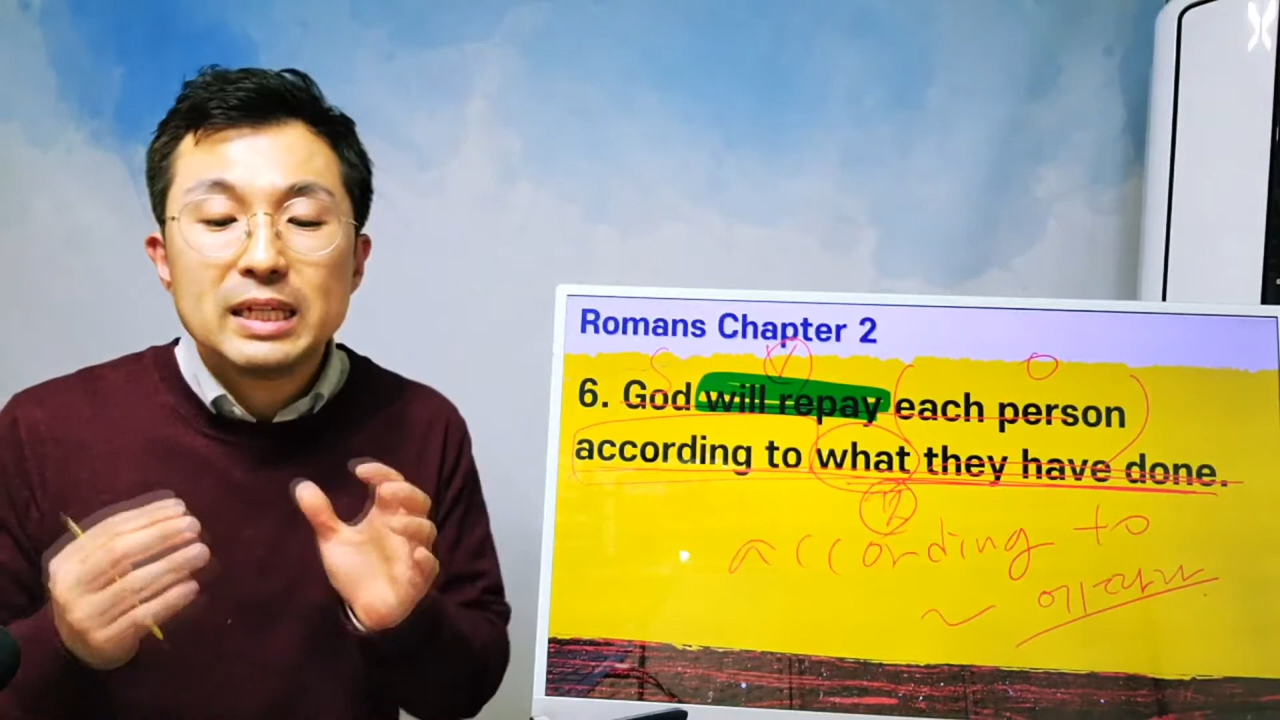 Romans Chapter 2
S V O
6. God will repay each person
according to what they have done.
according to
~ 에 따라